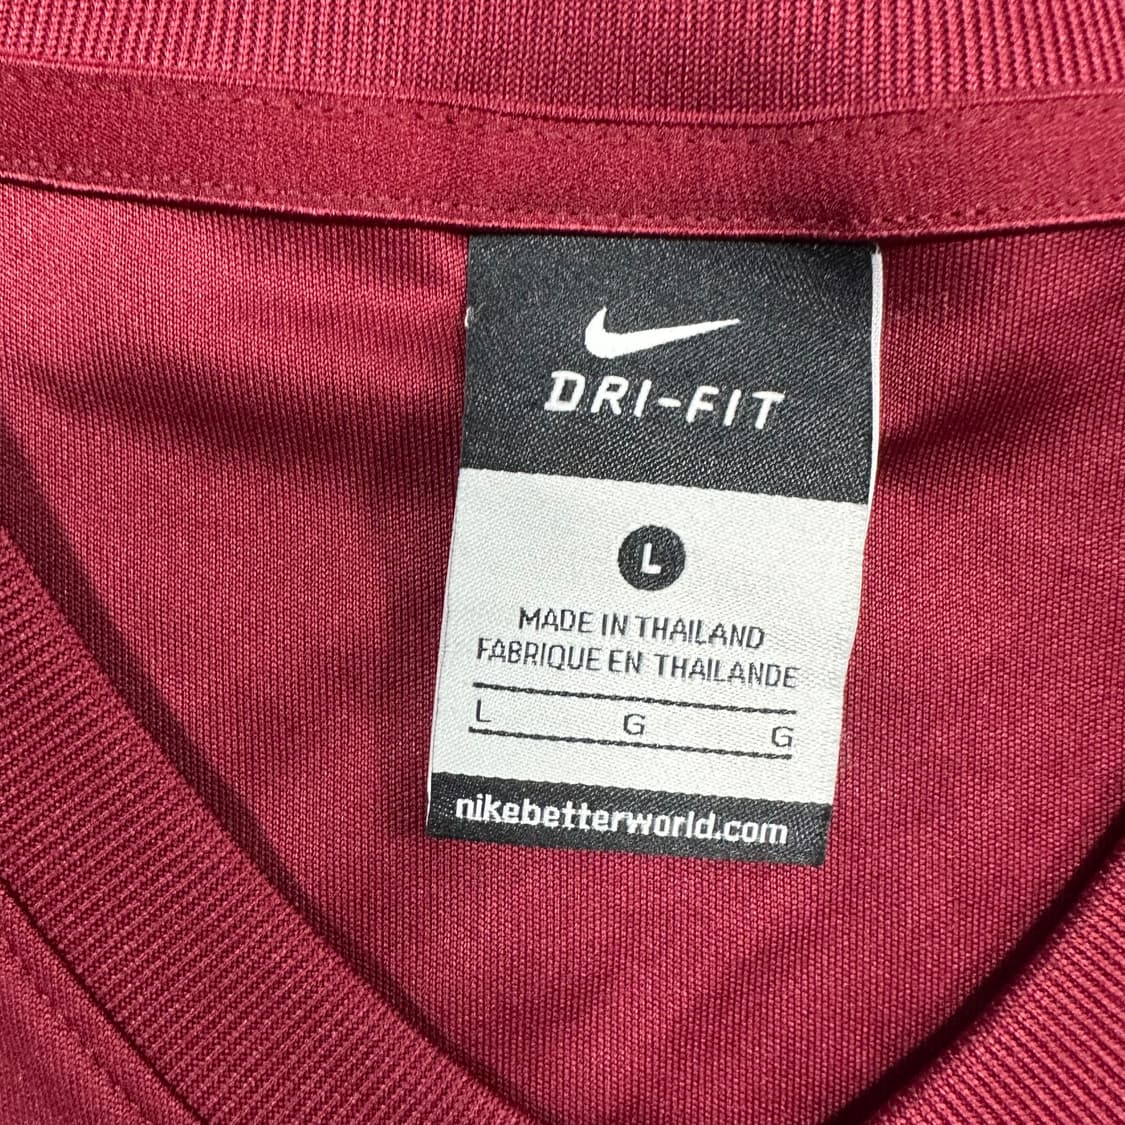 DRI-FIT
L
MADE IN THAILAND
FABRIQUE EN THAILANDE
L G G
nikebetterworld.com